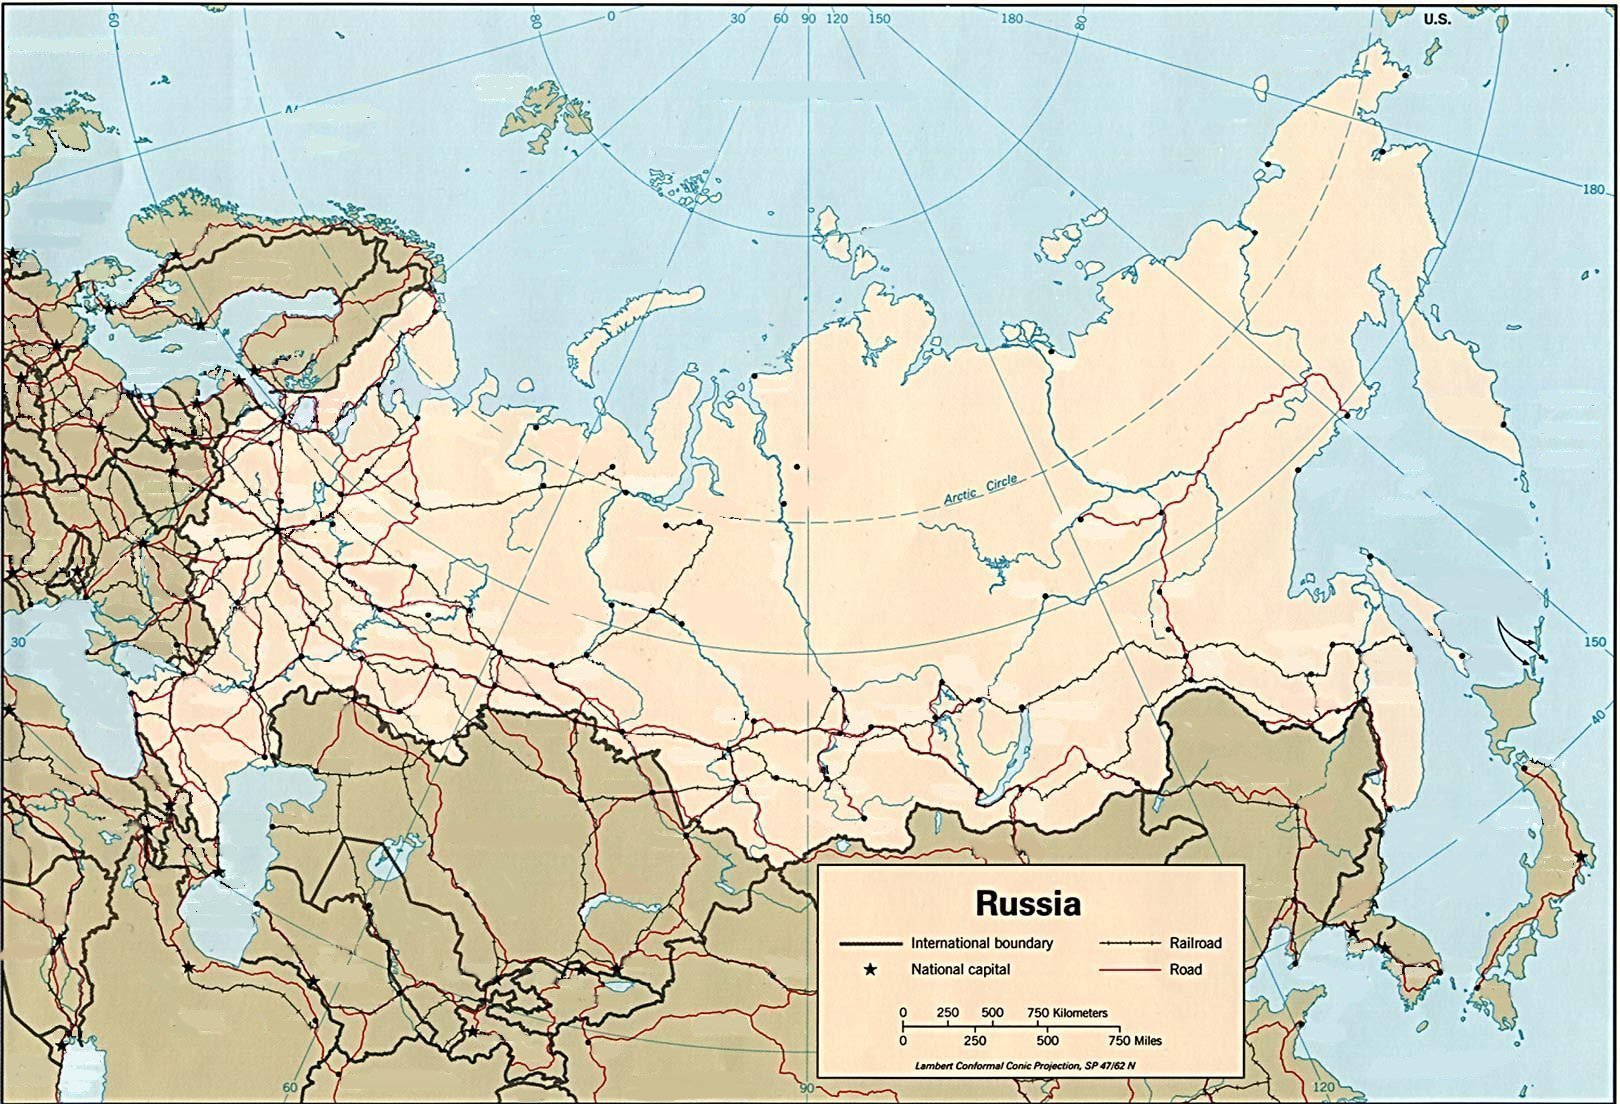 60
80
0
30
60
90
120
150
180
80
U.S.
180
Arctic Circle
30
150
40
60
90
120
Russia
International boundary
Railroad
National capital
Road
0 250 500 750 Kilometers
0 250 500 750 Miles
Lambert Conformal Conic Projection, SP 47/62 N